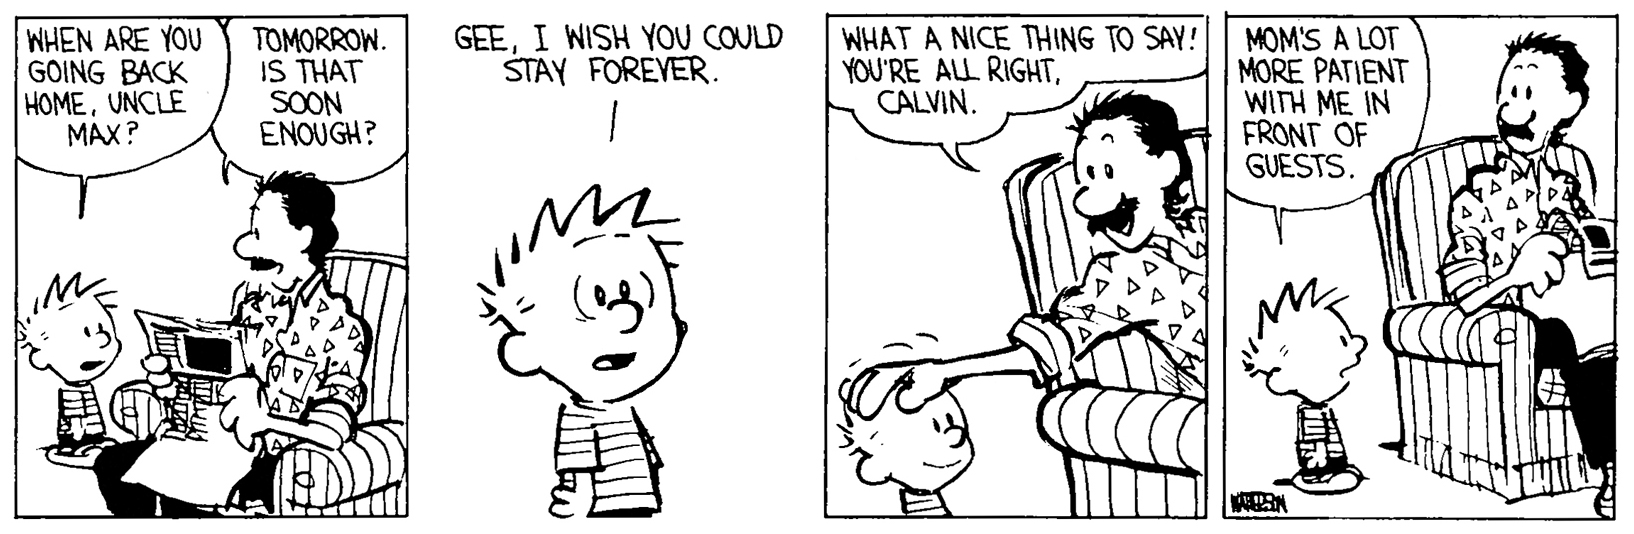 WHEN ARE YOU
GOING BACK
HOME, UNCLE
MAX?
TOMORROW.
IS THAT
SOON
ENOUGH?
GEE, I WISH YOU COULD
STAY FOREVER.
WHAT A NICE THING TO SAY!
YOU'RE ALL RIGHT,
CALVIN.
MOM'S A LOT
MORE PATIENT
WITH ME IN
FRONT OF
GUESTS.
WATTERSON